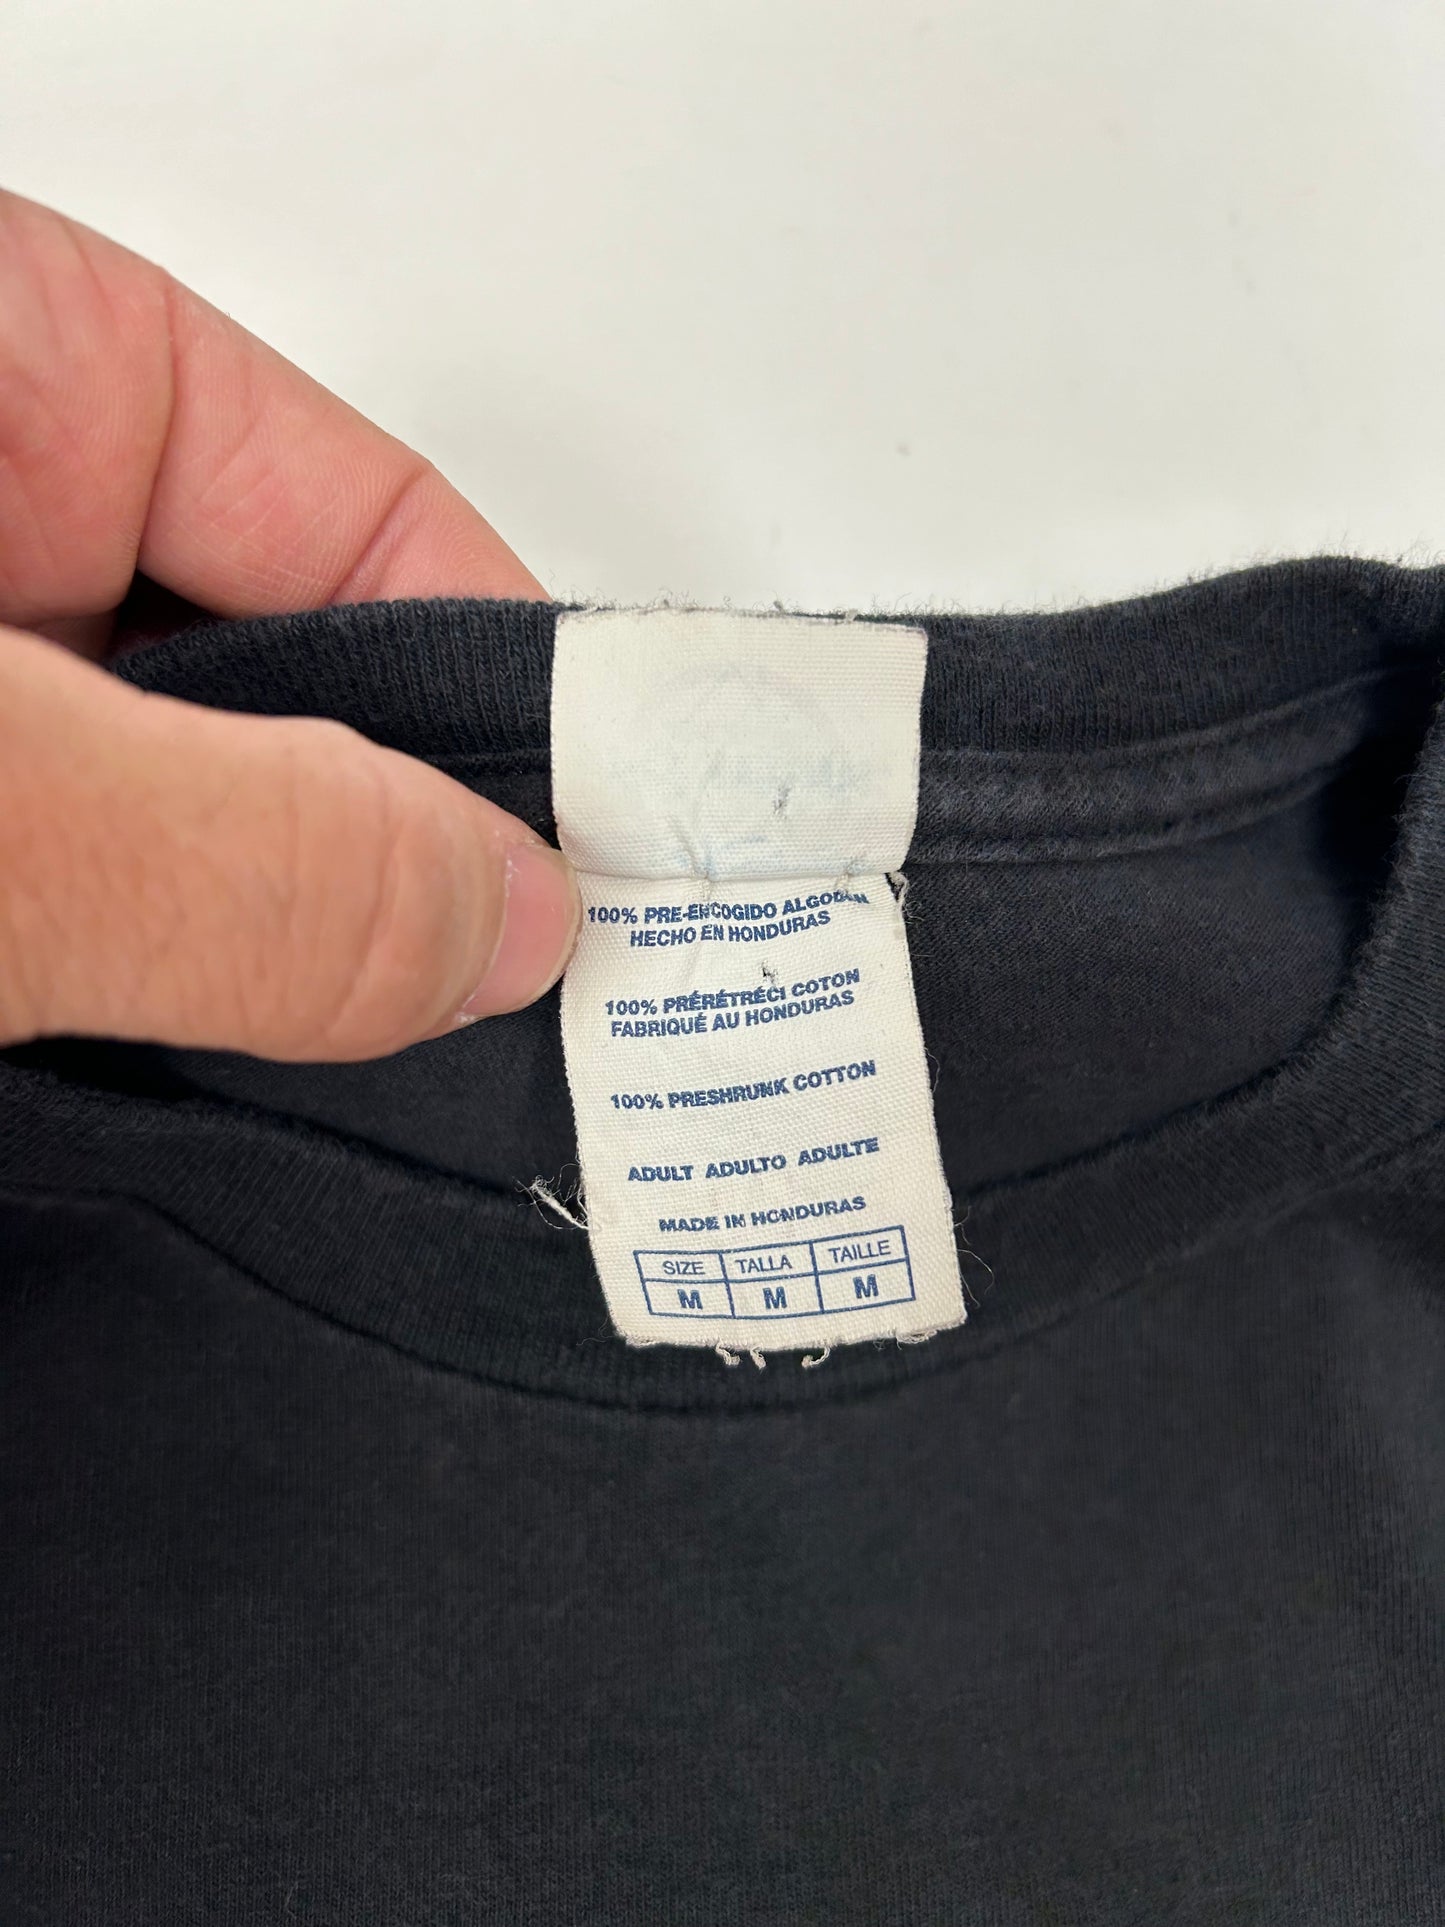 100% PRE-ENCOGIDO ALGODÓN
HECHO EN HONDURAS
100% PRÉRÉTRÉCI COTON
FABRIQUÉ AU HONDURAS
100% PRESHRUNK COTTON
ADULT ADULTO ADULTE
MADE IN HONDURAS
SIZE TALLA TAILLE
M M M